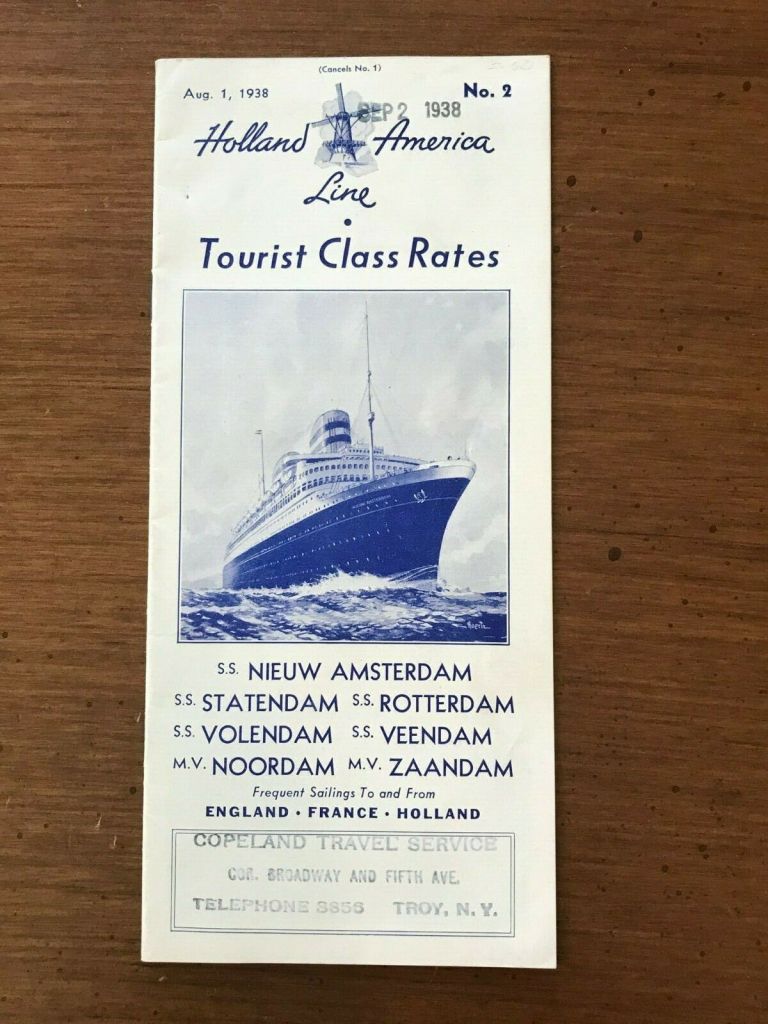 (Cancels No. 1)
Aug. 1, 1938
No. 2
SEP 2 1938
Holland America
Line
•
Tourist Class Rates
S.S. NIEUW AMSTERDAM
S.S. STATENDAM S.S. ROTTERDAM
S.S. VOLENDAM S.S. VEENDAM
M.V. NOORDAM M.V. ZAANDAM
Frequent Sailings To and From
ENGLAND • FRANCE • HOLLAND
COPELAND TRAVEL SERVICE
COR. BROADWAY AND FIFTH AVE.
TELEPHONE 3856 TROY, N. Y.